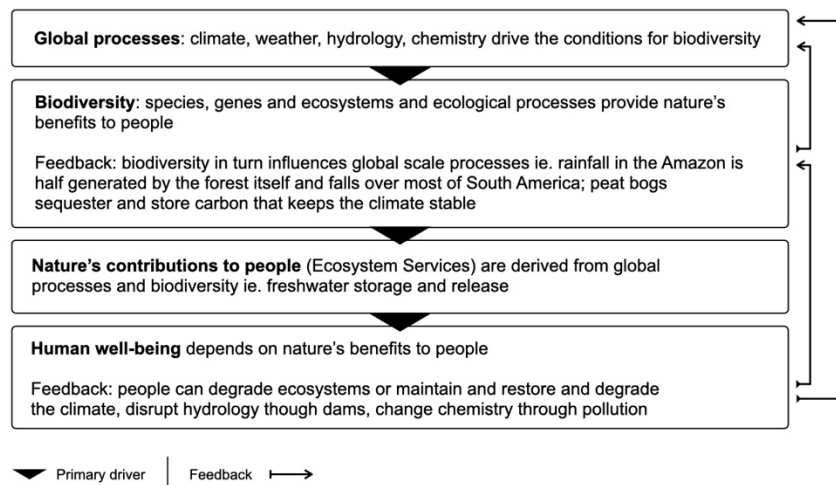 Global processes: climate, weather, hydrology, chemistry drive the conditions for biodiversity
Biodiversity: species, genes and ecosystems and ecological processes provide nature’s
benefits to people
Feedback: biodiversity in turn influences global scale processes ie. rainfall in the Amazon is
half generated by the forest itself and falls over most of South America; peat bogs
sequester and store carbon that keeps the climate stable
Nature’s contributions to people (Ecosystem Services) are derived from global
processes and biodiversity ie. freshwater storage and release
Human well-being depends on nature’s benefits to people
Feedback: people can degrade ecosystems or maintain and restore and degrade
the climate, disrupt hydrology though dams, change chemistry through pollution
Primary driver
Feedback